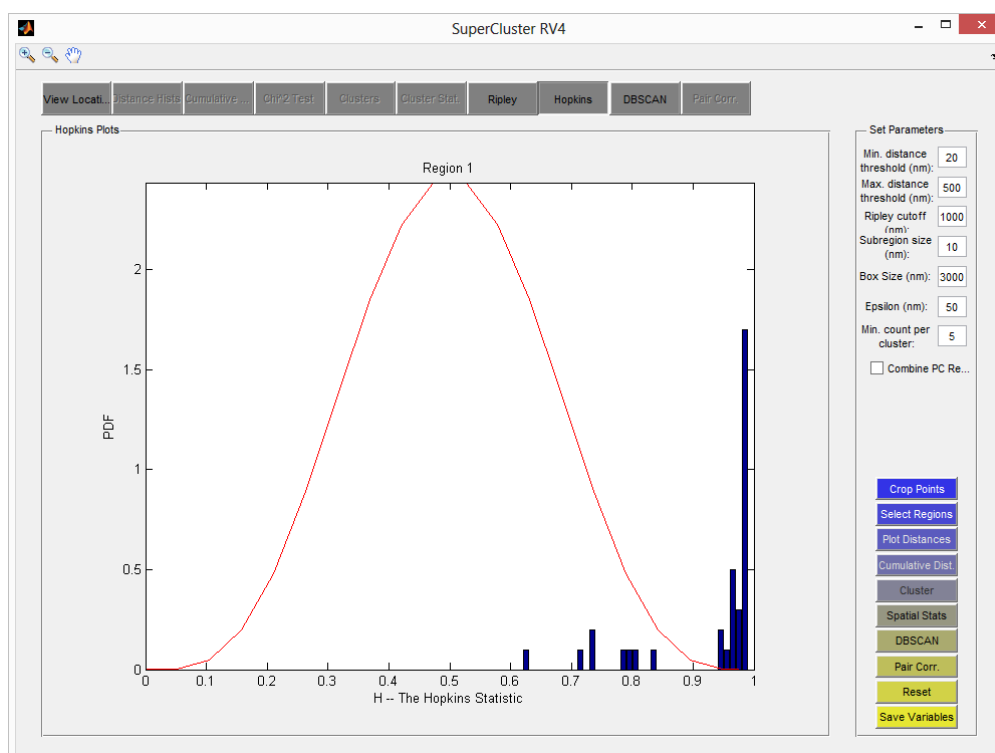 SuperCluster RV4
View Locati...
Distance Hists
Cumulative ...
Chi^2 Test
Clusters
Cluster Stat.
Ripley
Hopkins
DBSCAN
Pair Corr.
Hopkins Plots
Region 1
PDF
2
1.5
1
0.5
0
0
0.1
0.2
0.3
0.4
0.5
0.6
0.7
0.8
0.9
1
H -- The Hopkins Statistic
Set Parameters
Min. distance
threshold (nm):
20
Max. distance
threshold (nm):
500
Ripley cutoff
(nm):
1000
Subregion size
(nm):
10
Box Size (nm):
3000
Epsilon (nm):
50
Min. count per
cluster:
5
Combine PC Re...
Crop Points
Select Regions
Plot Distances
Cumulative Dist.
Cluster
Spatial Stats
DBSCAN
Pair Corr.
Reset
Save Variables